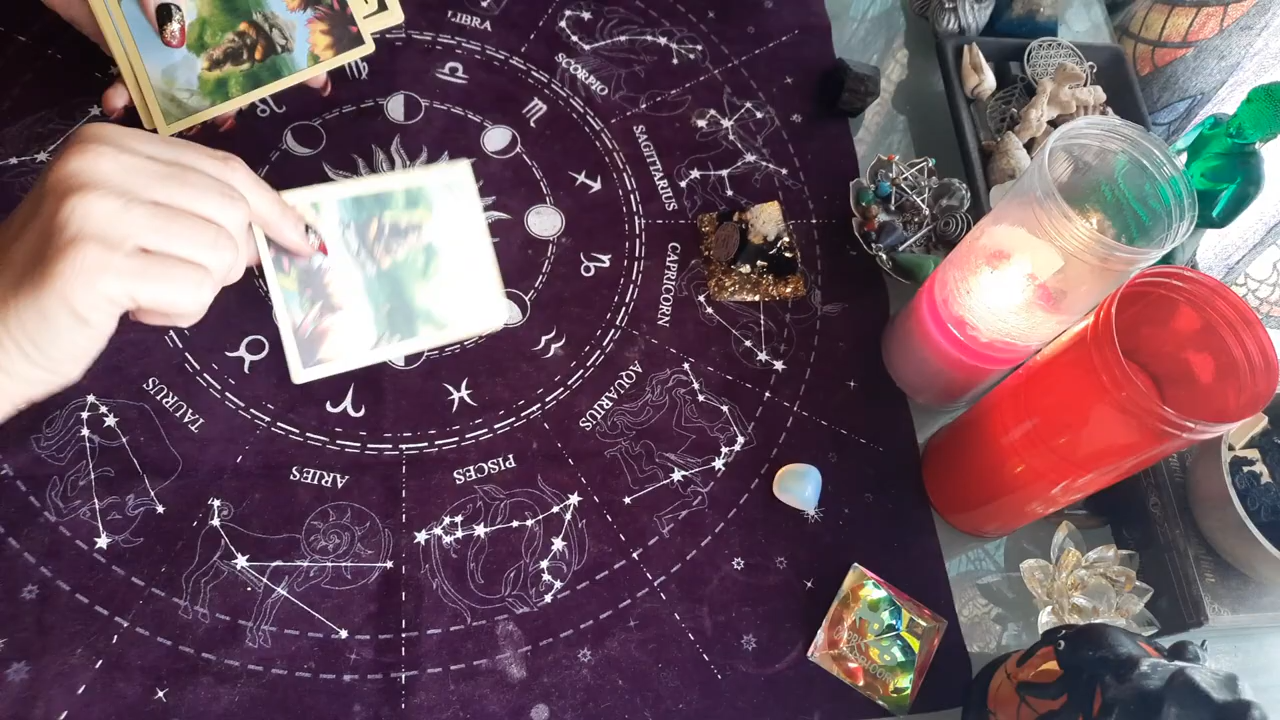 LIBRA
SCORPIO
SAGITTARIUS
CAPRICORN
AQUARIUS
PISCES
ARIES
TAURUS